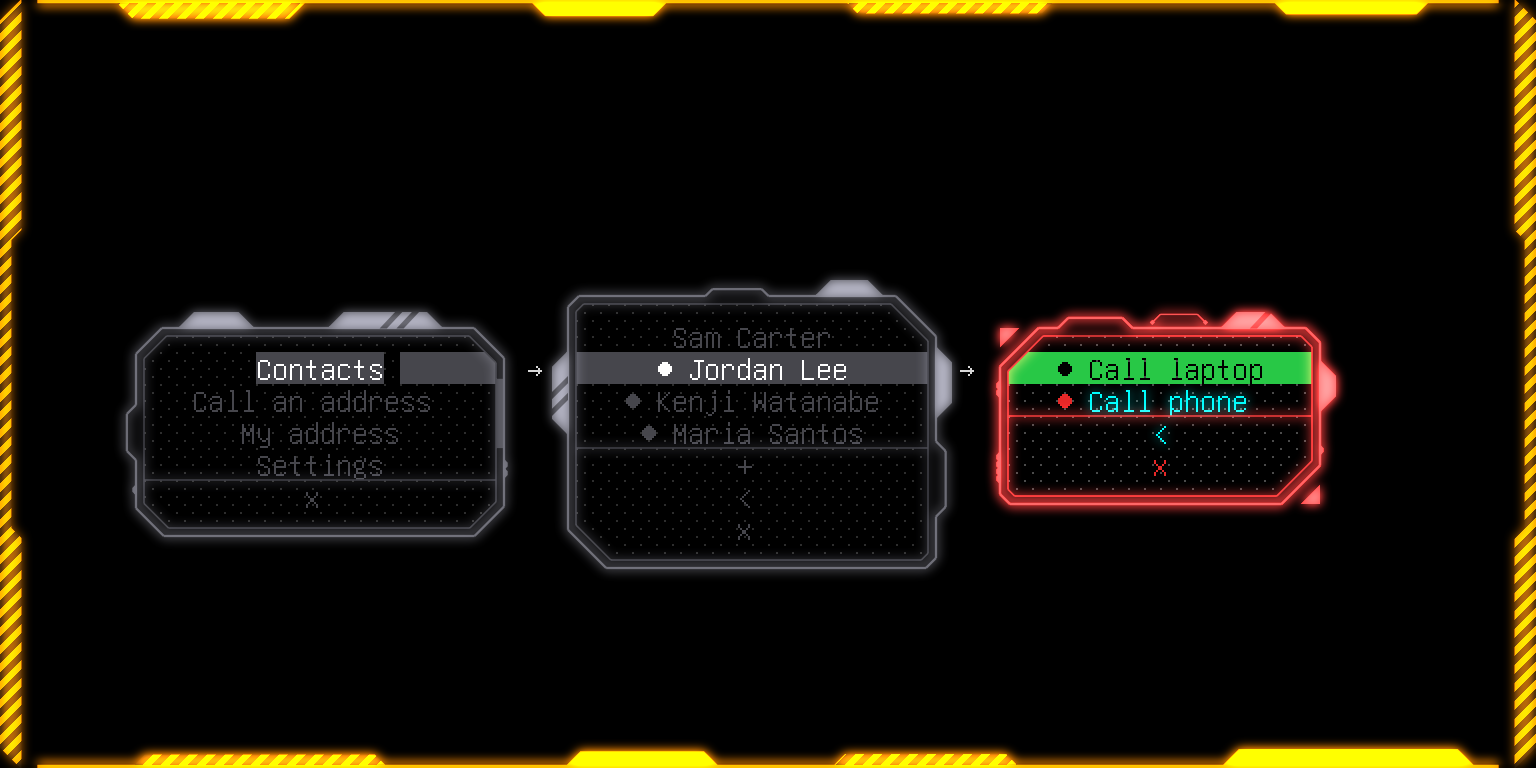 Contacts
Call an address
My address
Settings
x
→
Sam Carter
● Jordan Lee
◆ Kenji Watanabe
◆ Maria Santos
+
<
x
→
● Call laptop
◆ Call phone
<
x